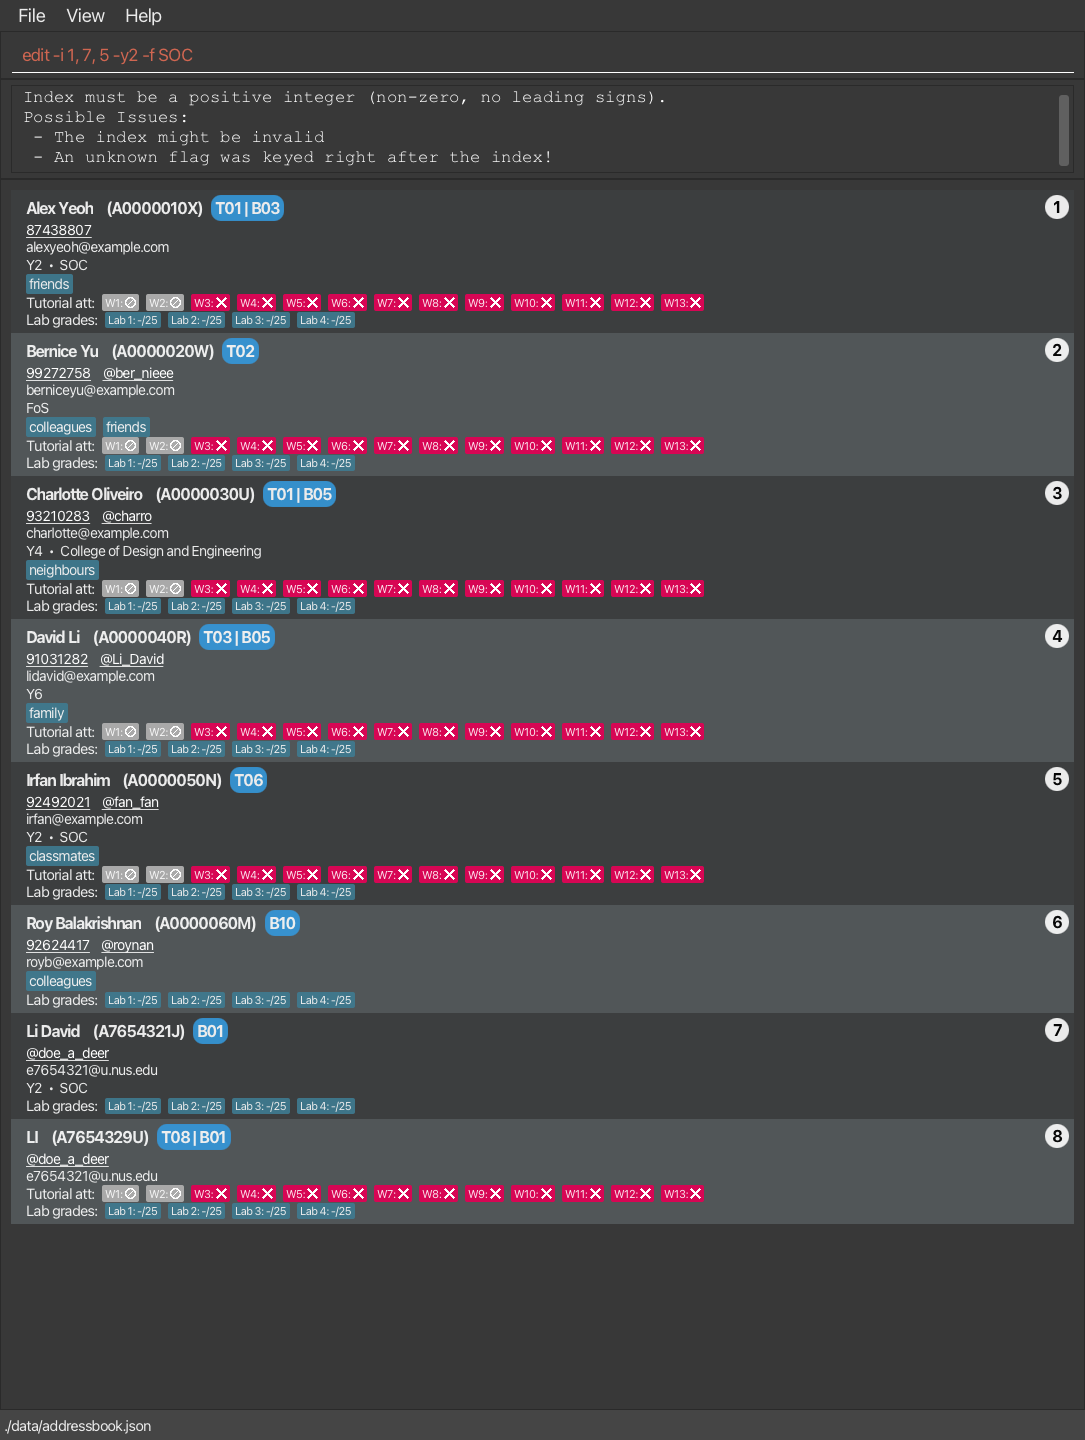 File View Help
edit -i 1, 7, 5 -y2 -f SOC
Index must be a positive integer (non-zero, no leading signs).
Possible Issues:
- The index might be invalid
- An unknown flag was keyed right after the index!
Alex Yeoh (A0000010X) T01 | B03 1
87438807
alexyeoh@example.com
Y2 • SOC
friends
Tutorial att: W1: W2: W3: W4: W5: W6: W7: W8: W9: W10: W11: W12: W13:
Lab grades: Lab 1: -/25 Lab 2: -/25 Lab 3: -/25 Lab 4: -/25
Bernice Yu (A0000020W) T02 2
99272758 @ber_nieee
berniceyu@example.com
FoS
colleagues friends
Tutorial att: W1: W2: W3: W4: W5: W6: W7: W8: W9: W10: W11: W12: W13:
Lab grades: Lab 1: -/25 Lab 2: -/25 Lab 3: -/25 Lab 4: -/25
Charlotte Oliveiro (A0000030U) T01 | B05 3
93210283 @charro
charlotte@example.com
Y4 • College of Design and Engineering
neighbours
Tutorial att: W1: W2: W3: W4: W5: W6: W7: W8: W9: W10: W11: W12: W13:
Lab grades: Lab 1: -/25 Lab 2: -/25 Lab 3: -/25 Lab 4: -/25
David Li (A0000040R) T03 | B05 4
91031282 @Li_David
lidavid@example.com
Y6
family
Tutorial att: W1: W2: W3: W4: W5: W6: W7: W8: W9: W10: W11: W12: W13:
Lab grades: Lab 1: -/25 Lab 2: -/25 Lab 3: -/25 Lab 4: -/25
Irfan Ibrahim (A0000050N) T06 5
92492021 @fan_fan
irfan@example.com
Y2 • SOC
classmates
Tutorial att: W1: W2: W3: W4: W5: W6: W7: W8: W9: W10: W11: W12: W13:
Lab grades: Lab 1: -/25 Lab 2: -/25 Lab 3: -/25 Lab 4: -/25
Roy Balakrishnan (A0000060M) B10 6
92624417 @roynan
royb@example.com
colleagues
Lab grades: Lab 1: -/25 Lab 2: -/25 Lab 3: -/25 Lab 4: -/25
Li David (A7654321J) B01 7
@doe_a_deer
e7654321@u.nus.edu
Y2 • SOC
Lab grades: Lab 1: -/25 Lab 2: -/25 Lab 3: -/25 Lab 4: -/25
LI (A7654329U) T08 | B01 8
@doe_a_deer
e7654321@u.nus.edu
Tutorial att: W1: W2: W3: W4: W5: W6: W7: W8: W9: W10: W11: W12: W13:
Lab grades: Lab 1: -/25 Lab 2: -/25 Lab 3: -/25 Lab 4: -/25
./data/addressbook.json